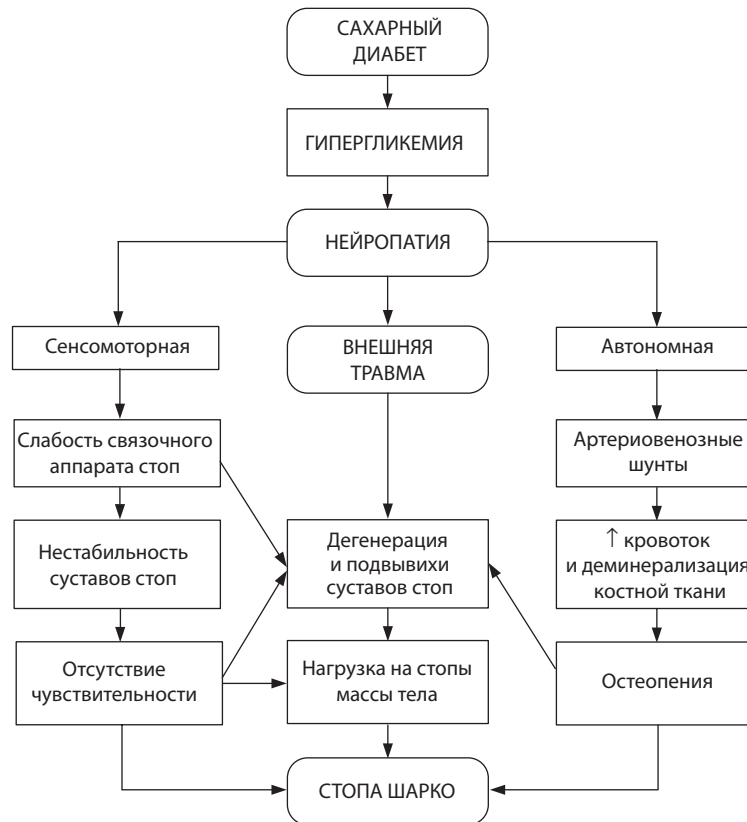 САХАРНЫЙ
ДИАБЕТ
ГИПЕРГЛИКЕМИЯ
НЕЙРОПАТИЯ
Сенсомоторная
ВНЕШНЯЯ
ТРАВМА
Автономная
Слабость связочного
аппарата стоп
Артериовенозные
шунты
Нестабильность
суставов стоп
Дегенерация
и подвывихи
суставов стоп
↑ кровоток
и деминерализация
костной ткани
Отсутствие
чувствительности
Нагрузка на стопы
массы тела
Остеопения
СТОПА ШАРКО